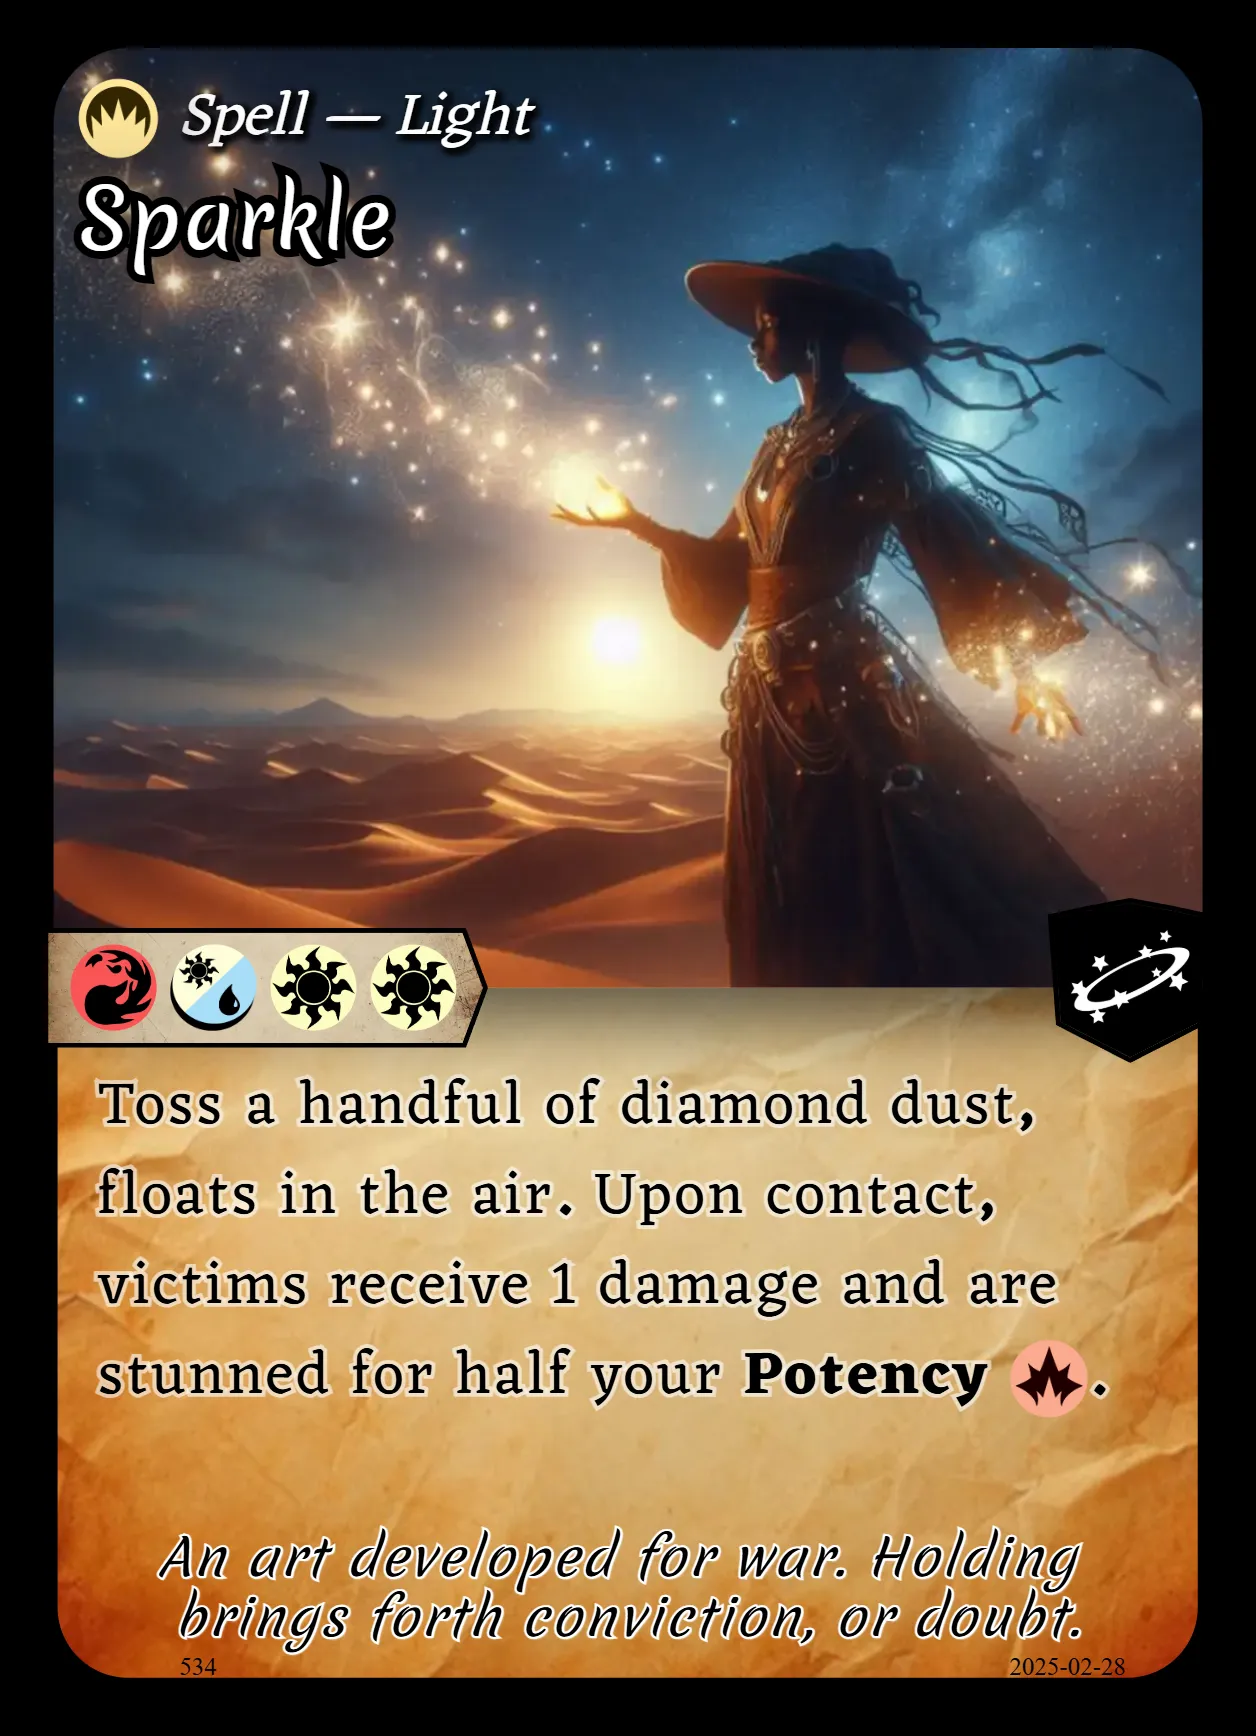 Spell — Light
Sparkle
Toss a handful of diamond dust,
floats in the air. Upon contact,
victims receive 1 damage and are
stunned for half your Potency .
An art developed for war. Holding
brings forth conviction, or doubt.
534
2025-02-28